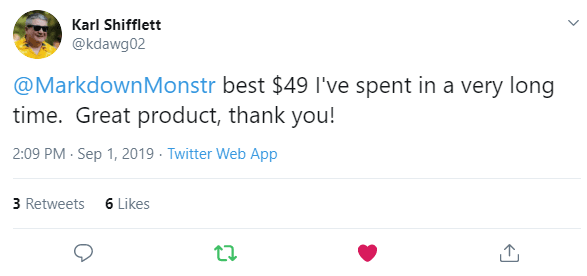 Karl Shifflett
@kdawg02
@MarkdownMonstr best $49 I've spent in a very long
time.  Great product, thank you!
2:09 PM · Sep 1, 2019 · Twitter Web App
3 Retweets 6 Likes